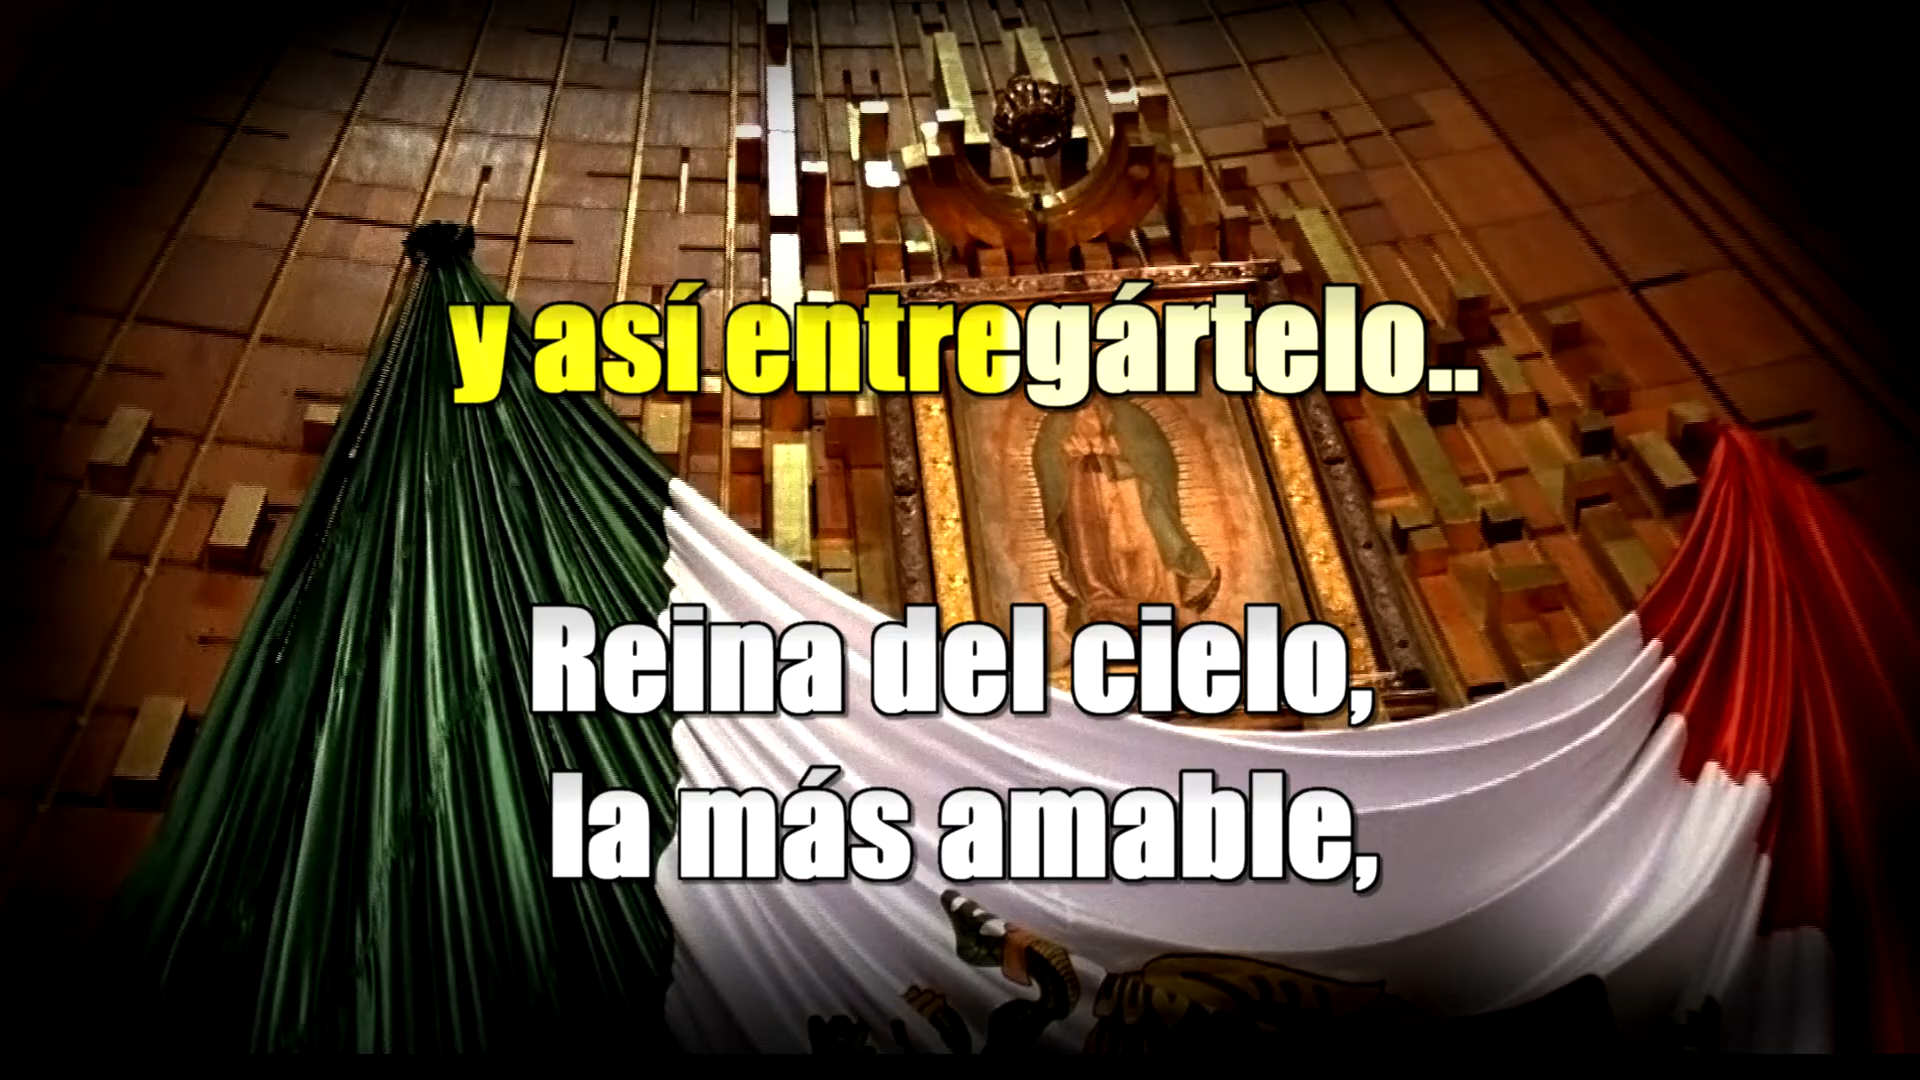 y así entregártelo..
Reina del cielo,
la más amable,